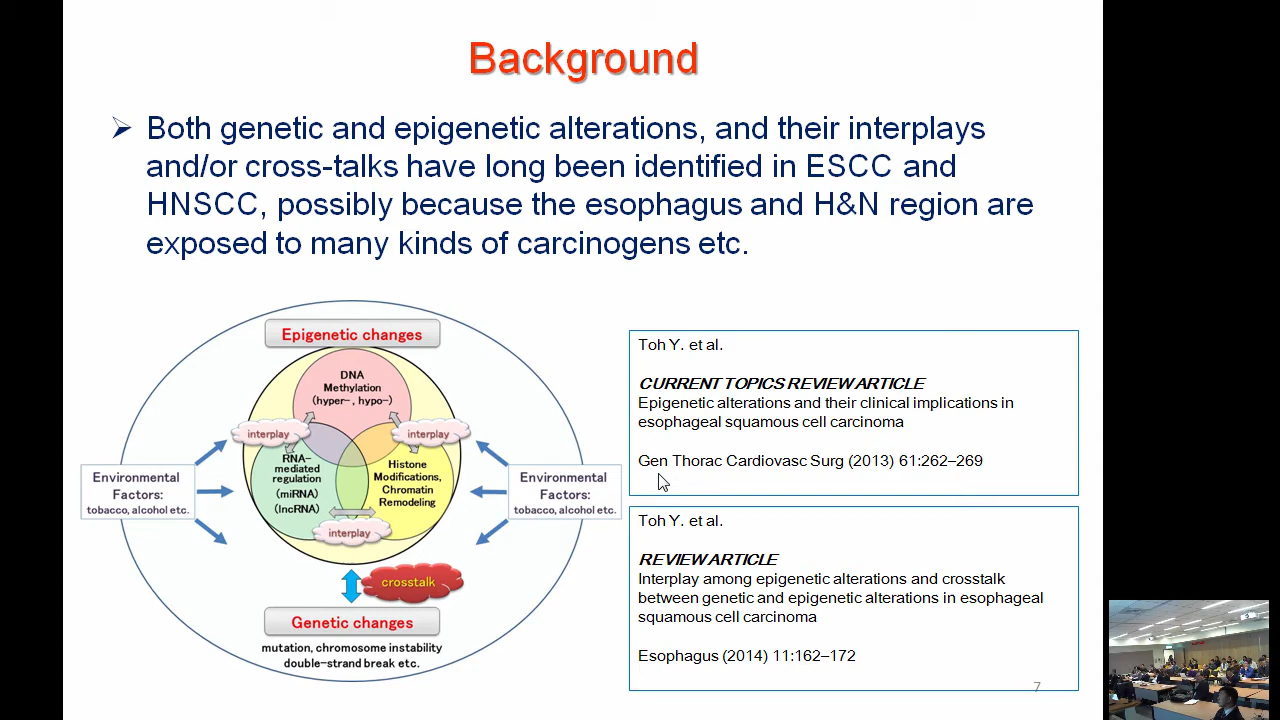 Background
Both genetic and epigenetic alterations, and their interplays
and/or cross-talks have long been identified in ESCC and
HNSCC, possibly because the esophagus and H&N region are
exposed to many kinds of carcinogens etc.
Epigenetic changes
DNA
Methylation
(hyper-, hypo-)
interplay
interplay
RNA-
mediated
regulation
(miRNA)
(lncRNA)
Histone
Modifications,
Chromatin
Remodeling
interplay
Environmental
Factors:
tobacco, alcohol etc.
Environmental
Factors:
tobacco, alcohol etc.
crosstalk
Genetic changes
mutation, chromosome instability
double-strand break etc.
Toh Y. et al.
CURRENT TOPICS REVIEW ARTICLE
Epigenetic alterations and their clinical implications in
esophageal squamous cell carcinoma
Gen Thorac Cardiovasc Surg (2013) 61:262–269
Toh Y. et al.
REVIEW ARTICLE
Interplay among epigenetic alterations and crosstalk
between genetic and epigenetic alterations in esophageal
squamous cell carcinoma
Esophagus (2014) 11:162–172
7